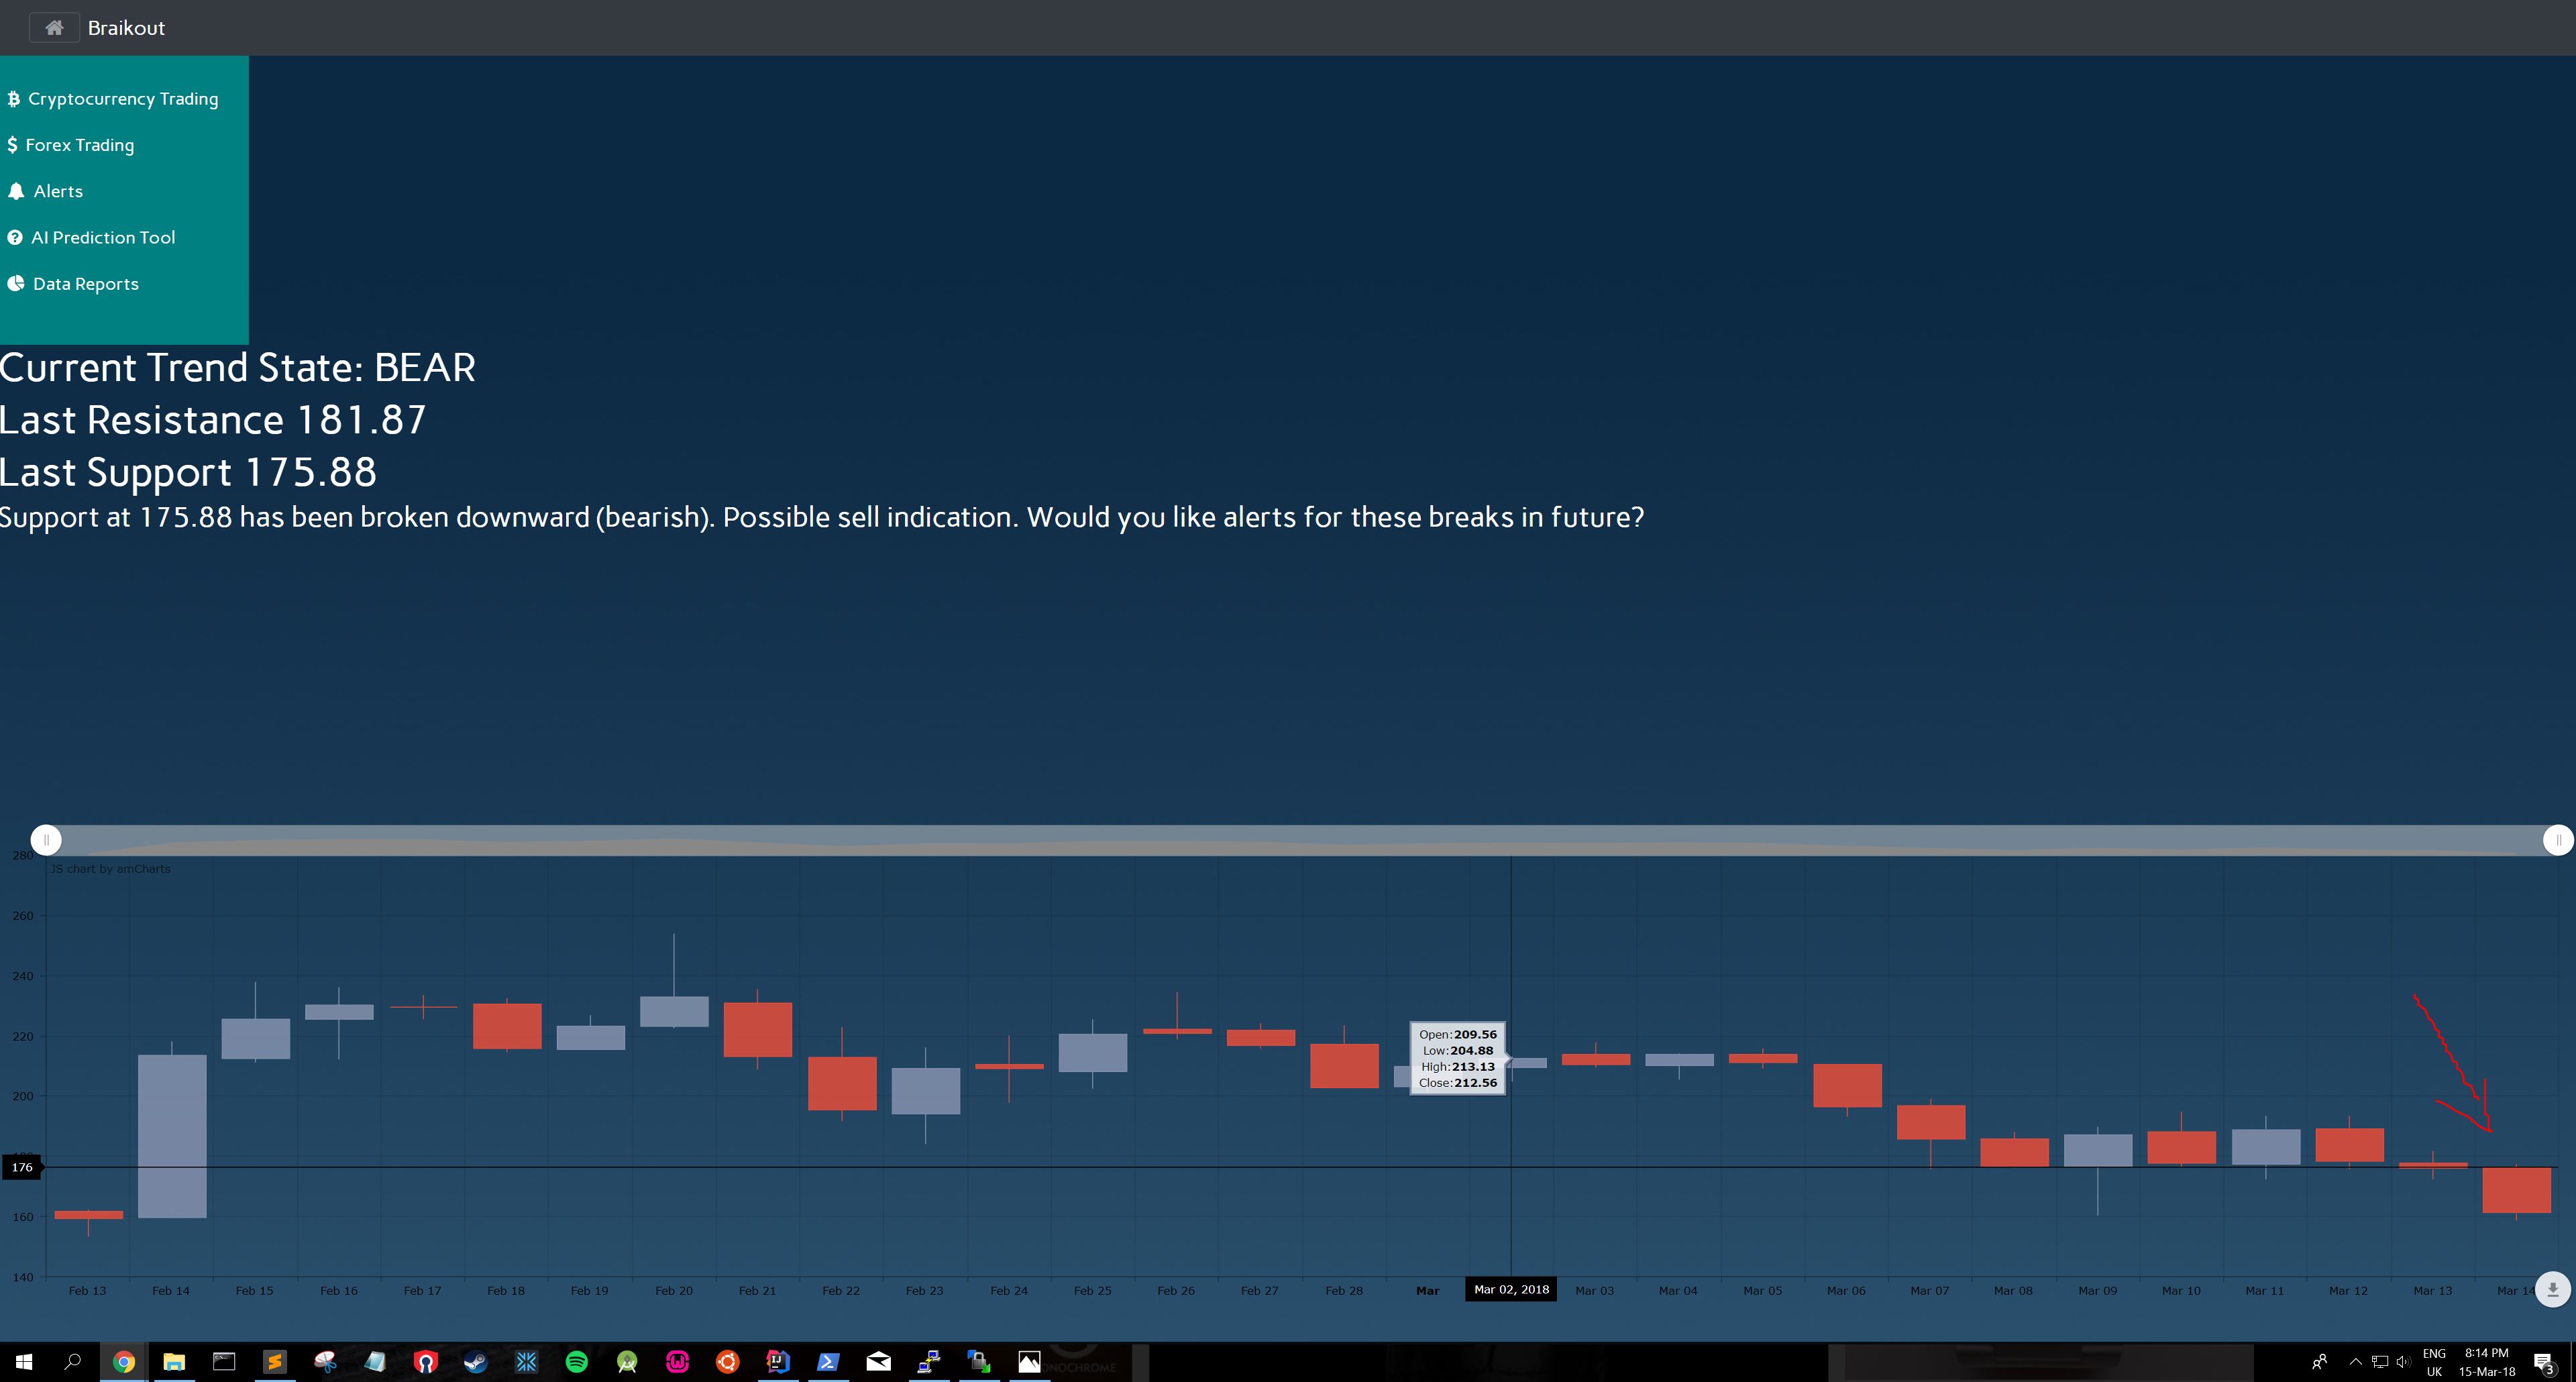 Braikout
Cryptocurrency Trading
Forex Trading
Alerts
AI Prediction Tool
Data Reports
Current Trend State: BEAR
Last Resistance 181.87
Last Support 175.88
Support at 175.88 has been broken downward (bearish). Possible sell indication. Would you like alerts for these breaks in future?
280
JS chart by amCharts
260
240
220
Open:209.56
Low:204.88
High:213.13
Close:212.56
200
176
160
140
Feb 13 Feb 14 Feb 15 Feb 16 Feb 17 Feb 18 Feb 19 Feb 20 Feb 21 Feb 22 Feb 23 Feb 24 Feb 25 Feb 26 Feb 27 Feb 28 Mar Mar 02, 2018 Mar 03 Mar 04 Mar 05 Mar 06 Mar 07 Mar 08 Mar 09 Mar 10 Mar 11 Mar 12 Mar 13 Mar 14
ENG 8:14 PM
UK 15-Mar-18
3